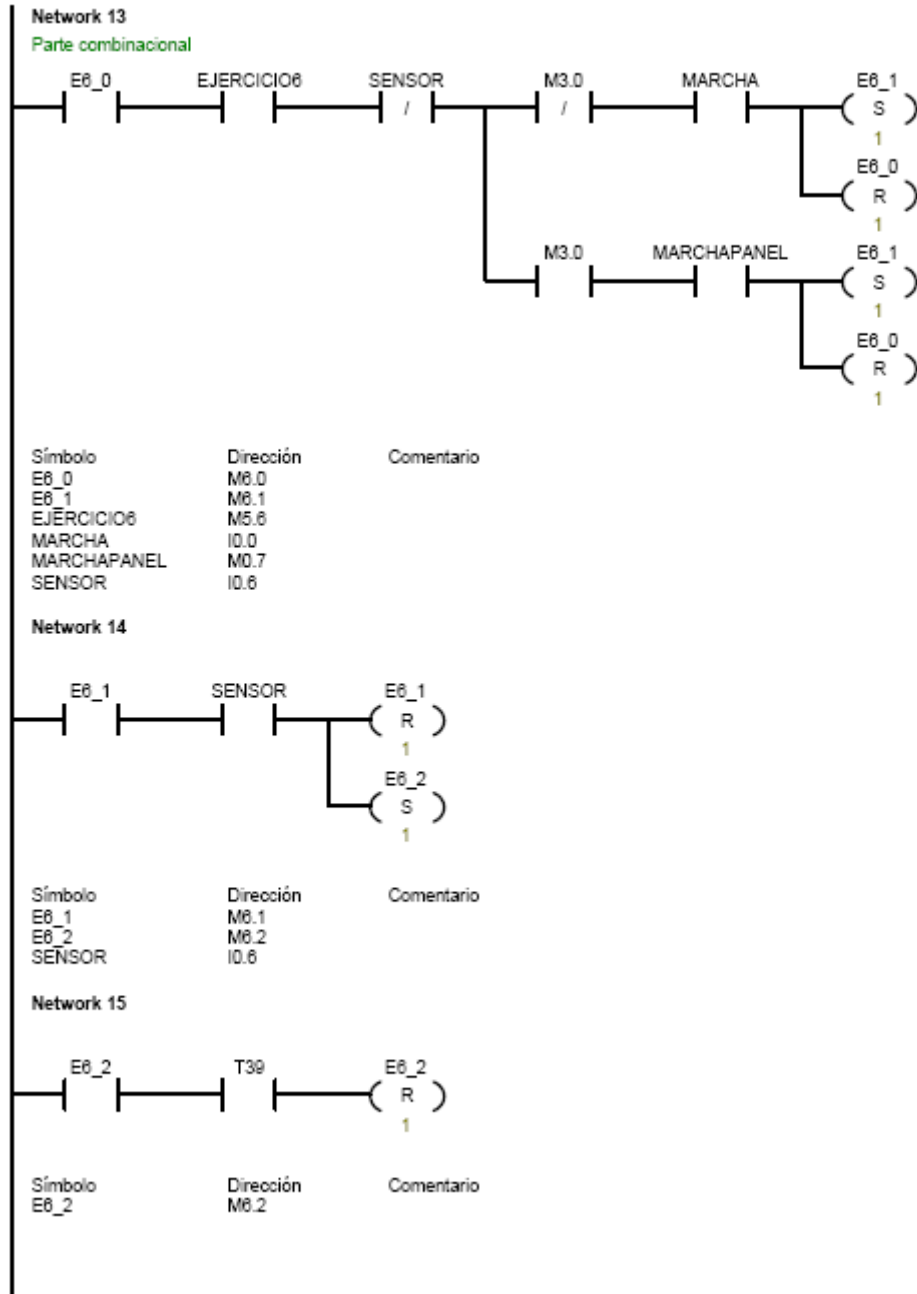 Network 13
Parte combinacional
E6_0 EJERCICIO6 SENSOR M3.0 MARCHA E6_1
/ / S
1
E6_0
R
1
M3.0 MARCHAPANEL E6_1
S
1
E6_0
R
1
Símbolo Dirección Comentario
E6_0 M6.0
E6_1 M6.1
EJERCICIO6 M5.6
MARCHA I0.0
MARCHAPANEL M0.7
SENSOR I0.6
Network 14
E6_1 SENSOR E6_1
R
1
E6_2
S
1
Símbolo Dirección Comentario
E6_1 M6.1
E6_2 M6.2
SENSOR I0.6
Network 15
E6_2 T39 E6_2
R
1
Símbolo Dirección Comentario
E6_2 M6.2